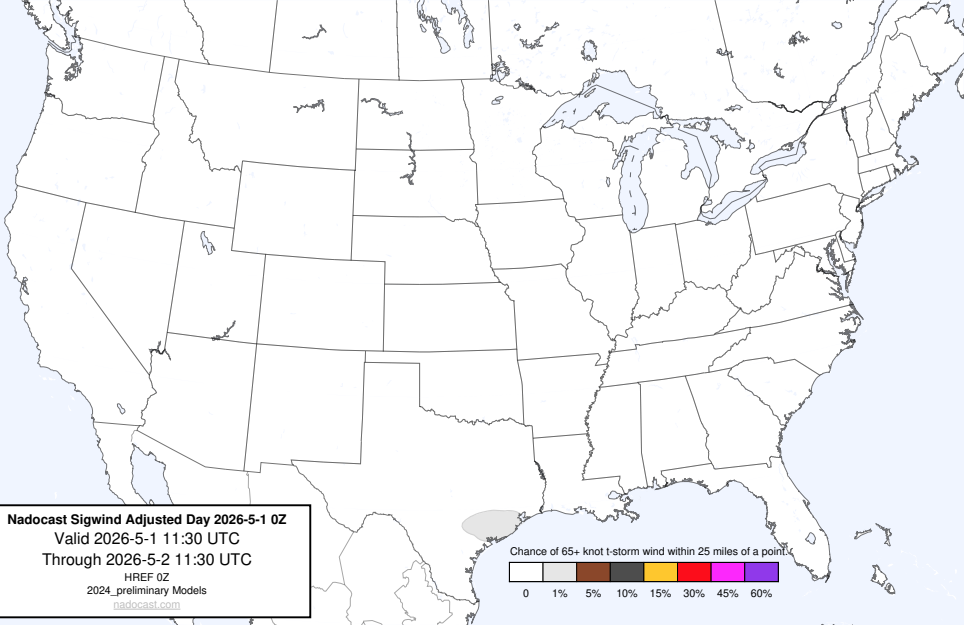 Nadocast Sigwind Adjusted Day 2026-5-1 0Z
Valid 2026-5-1 11:30 UTC
Through 2026-5-2 11:30 UTC
HREF 0Z
2024_preliminary Models
nadocast.com
Chance of 65+ knot t-storm wind within 25 miles of a point.
0 1% 5% 10% 15% 30% 45% 60%